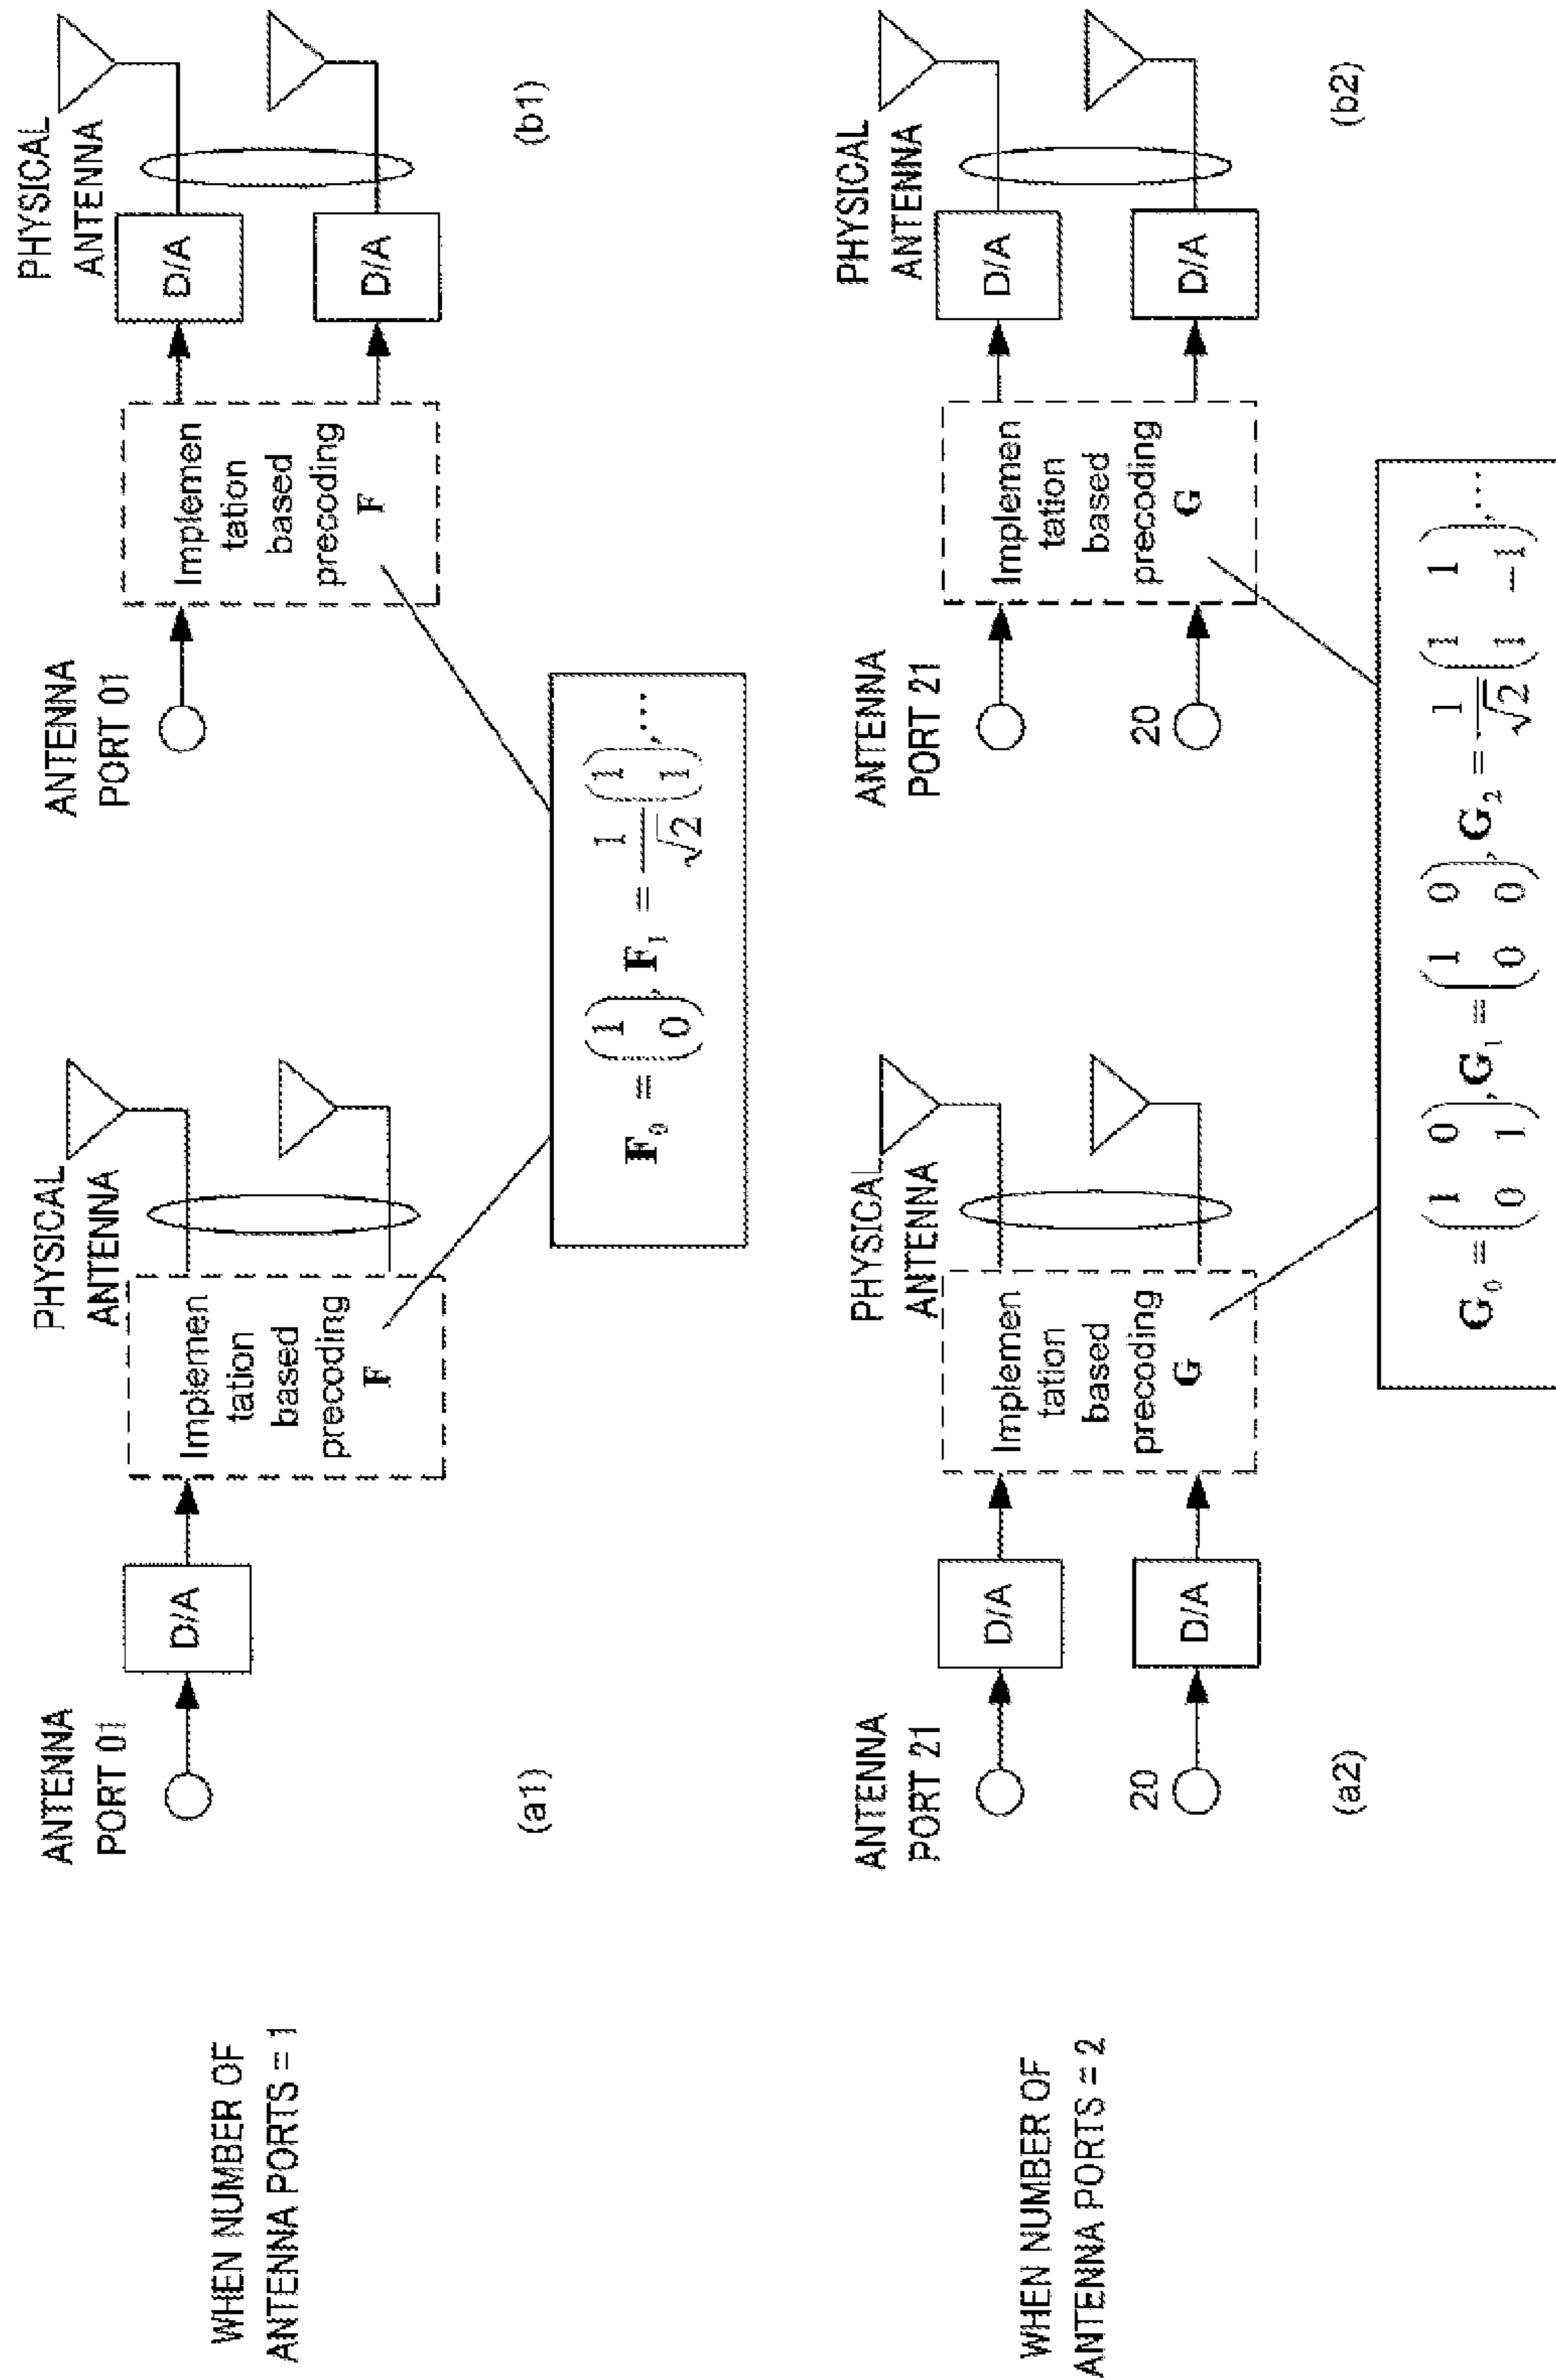 WHEN NUMBER OF
ANTENNA PORTS = 1
ANTENNA
PORT 01
D/A
Implemen
tation
based
precoding
F
PHYSICAL
ANTENNA
(a1)
ANTENNA
PORT 01
Implemen
tation
based
precoding
F
D/A
D/A
PHYSICAL
ANTENNA
(b1)
F₀ = (1 0), F₁ = 1/√2 (1 1), ...
WHEN NUMBER OF
ANTENNA PORTS = 2
ANTENNA
PORT 21
20
D/A
D/A
Implemen
tation
based
precoding
G
PHYSICAL
ANTENNA
(a2)
ANTENNA
PORT 21
20
Implemen
tation
based
precoding
G
D/A
D/A
PHYSICAL
ANTENNA
(b2)
G₀ = (1 0 0 1), G₁ = (1 0 0 0), G₂ = 1/√2 (1 1 1 −1), ...